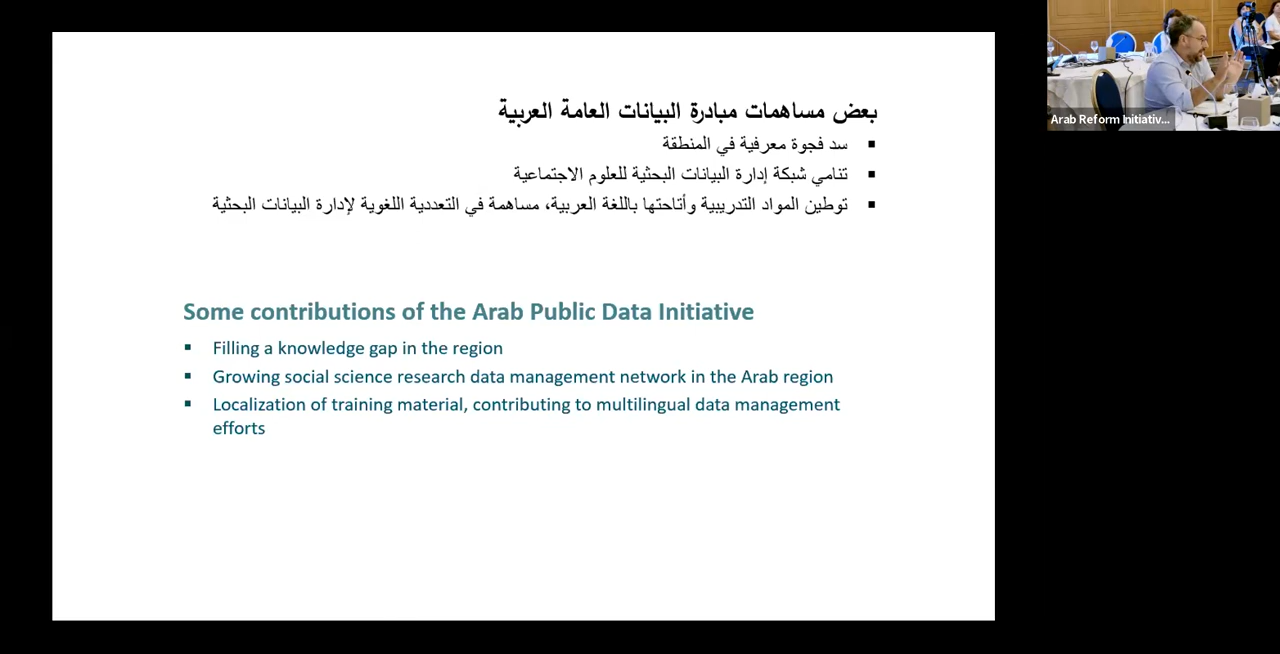 بعض مساهمات مبادرة البيانات العامة العربية
▪ سد فجوة معرفية في المنطقة
▪ تنامي شبكة إدارة البيانات البحثية للعلوم الاجتماعية
▪ توطين المواد التدريبية وأتاحتها باللغة العربية، مساهمة في التعددية اللغوية لإدارة البيانات البحثية
Some contributions of the Arab Public Data Initiative
▪ Filling a knowledge gap in the region
▪ Growing social science research data management network in the Arab region
▪ Localization of training material, contributing to multilingual data management
efforts
Arab Reform Initiativ...